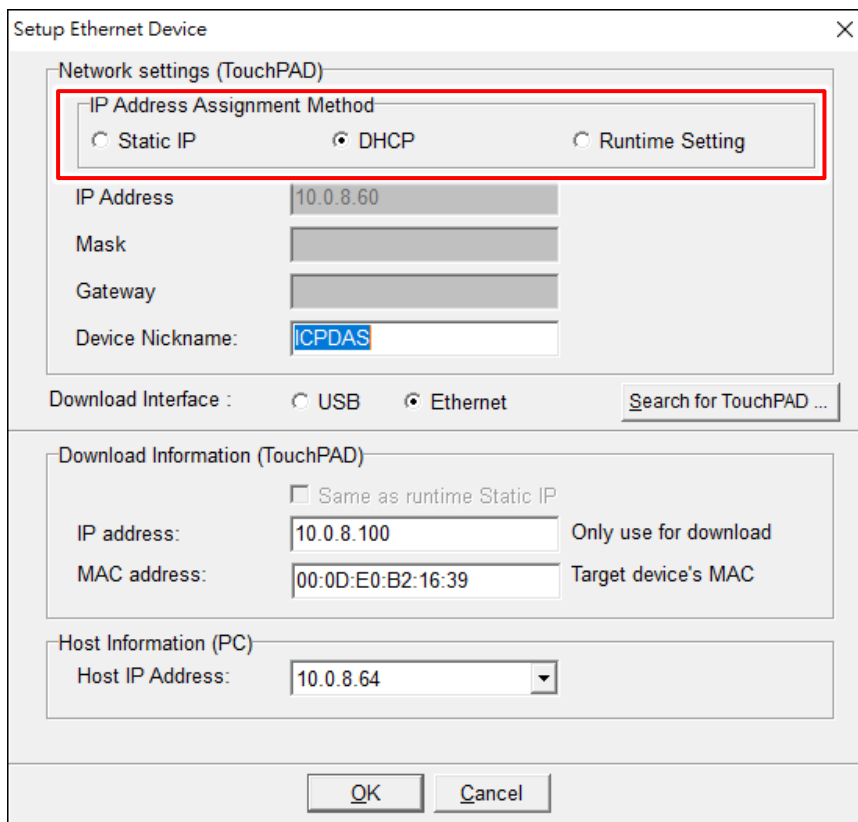 Setup Ethernet Device
Network settings (TouchPAD)
IP Address Assignment Method
Static IP DHCP Runtime Setting
IP Address 10.0.8.60
Mask
Gateway
Device Nickname: ICPDAS
Download Interface : USB Ethernet Search for TouchPAD ...
Download Information (TouchPAD)
Same as runtime Static IP
IP address: 10.0.8.100 Only use for download
MAC address: 00:0D:E0:B2:16:39 Target device's MAC
Host Information (PC)
Host IP Address: 10.0.8.64
OK Cancel